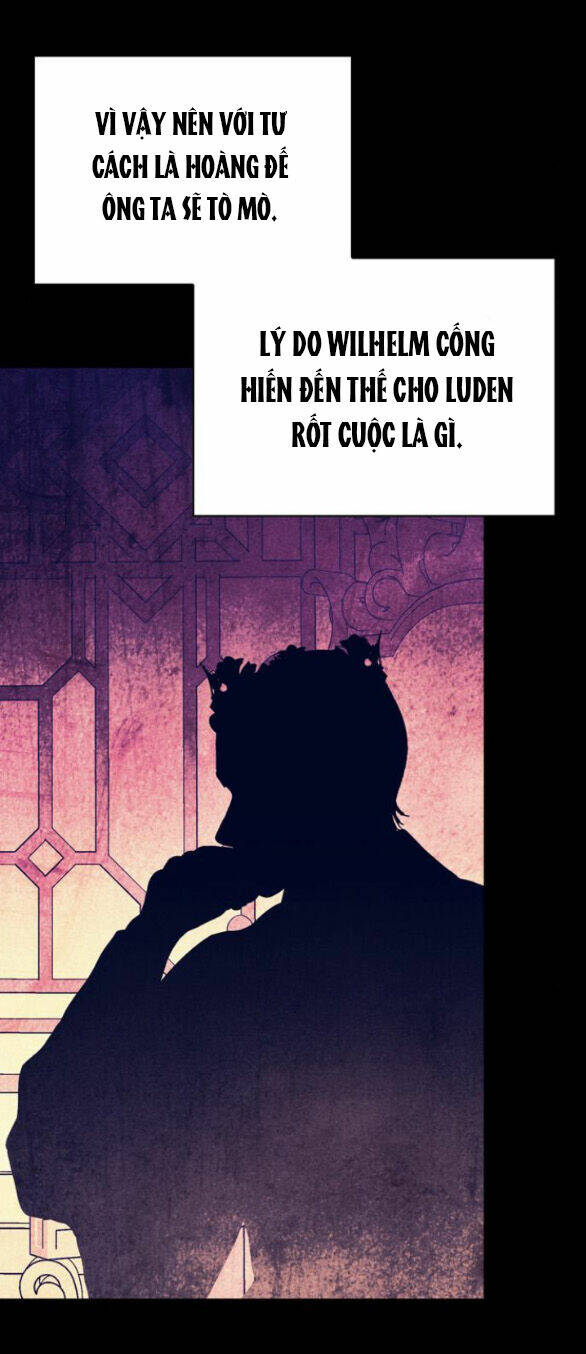 VÌ VẬY NÊN VỚI TƯ
CÁCH LÀ HOÀNG ĐẾ
ÔNG TA SẼ TÒ MÒ.
LÝ DO WILHELM CỐNG
HIẾN ĐẾN THẾ CHO LUDEN
RỐT CUỘC LÀ GÌ.